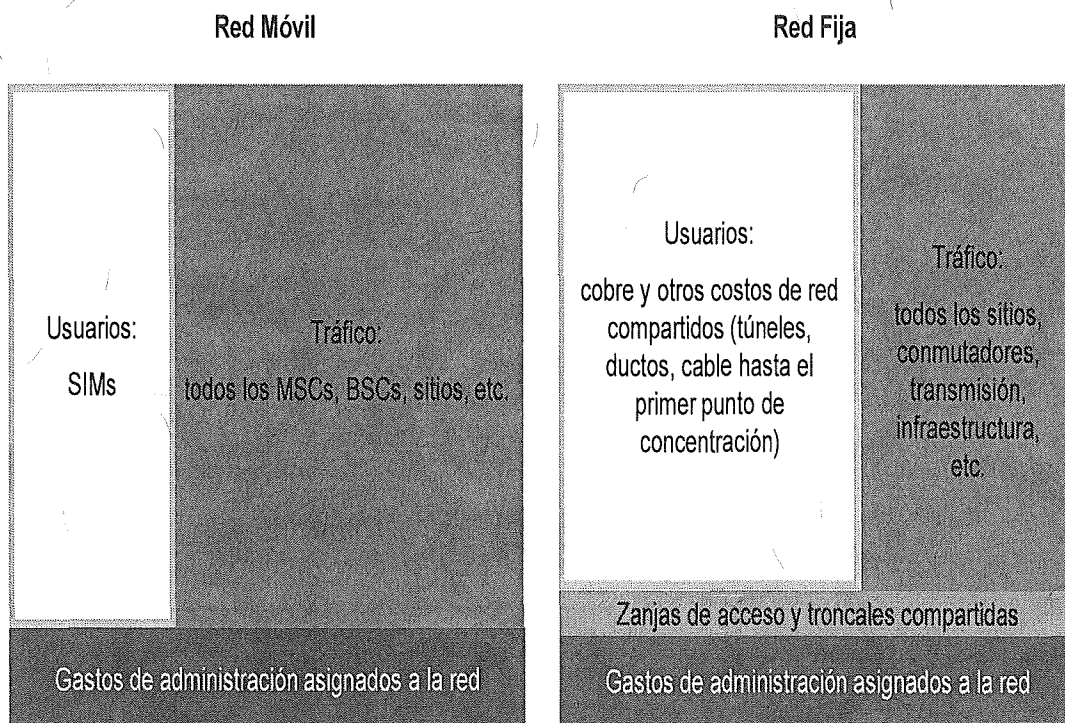 Red Móvil
Usuarios:
SIMs
Tráfico:
todos los MSCs, BSCs, sitios, etc.
Gastos de administración asignados a la red
Red Fija
Usuarios:
cobre y otros costos de red
compartidos (túneles,
ductos, cable hasta el
primer punto de
concentración)
Tráfico:
todos los sitios,
conmutadores,
transmisión,
infraestructura,
etc.
Zanjas de acceso y troncales compartidas
Gastos de administración asignados a la red